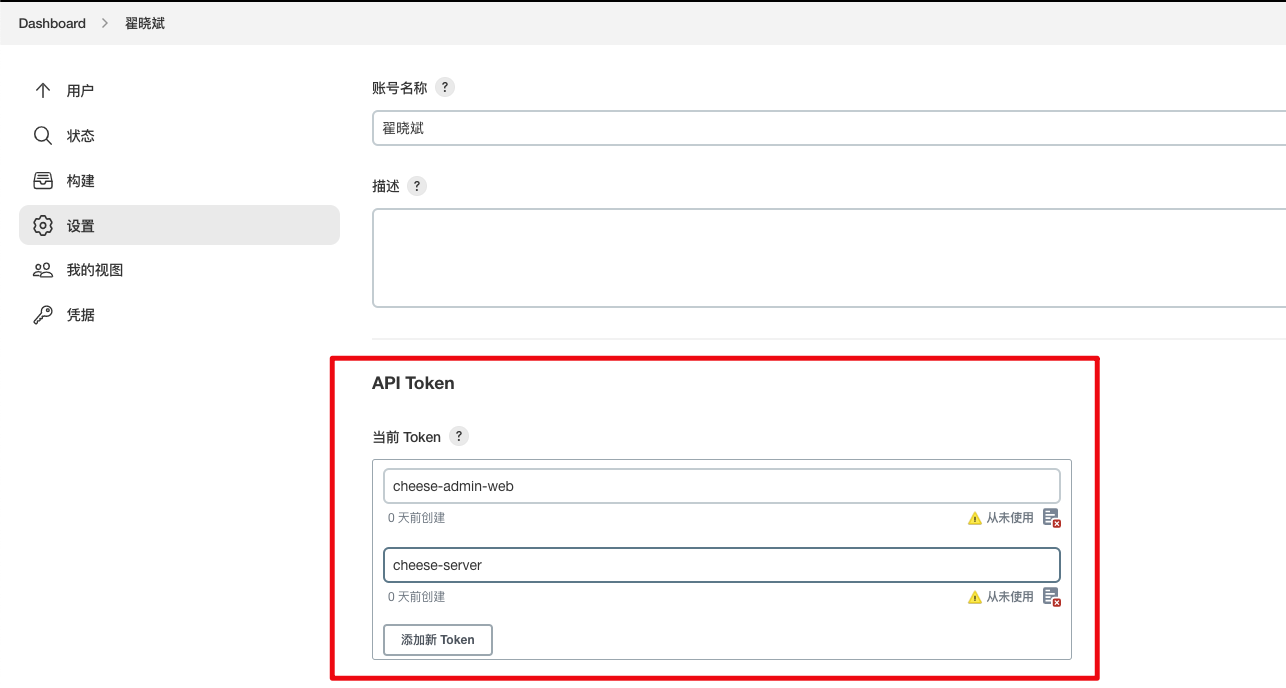 Dashboard > 翟晓斌
用户
状态
构建
设置
我的视图
凭据
账号名称 ?
翟晓斌
描述 ?
API Token
当前 Token ?
cheese-admin-web
0 天前创建 从未使用
cheese-server
0 天前创建 从未使用
添加新 Token